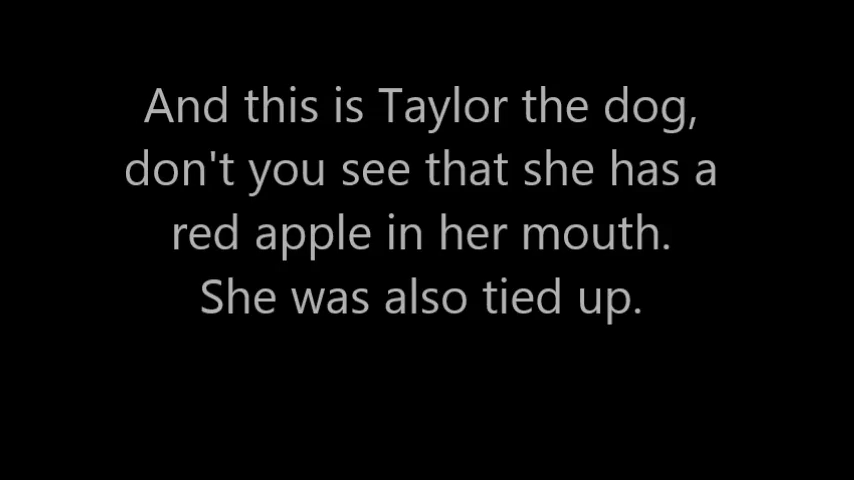 And this is Taylor the dog,
don't you see that she has a
red apple in her mouth.
She was also tied up.